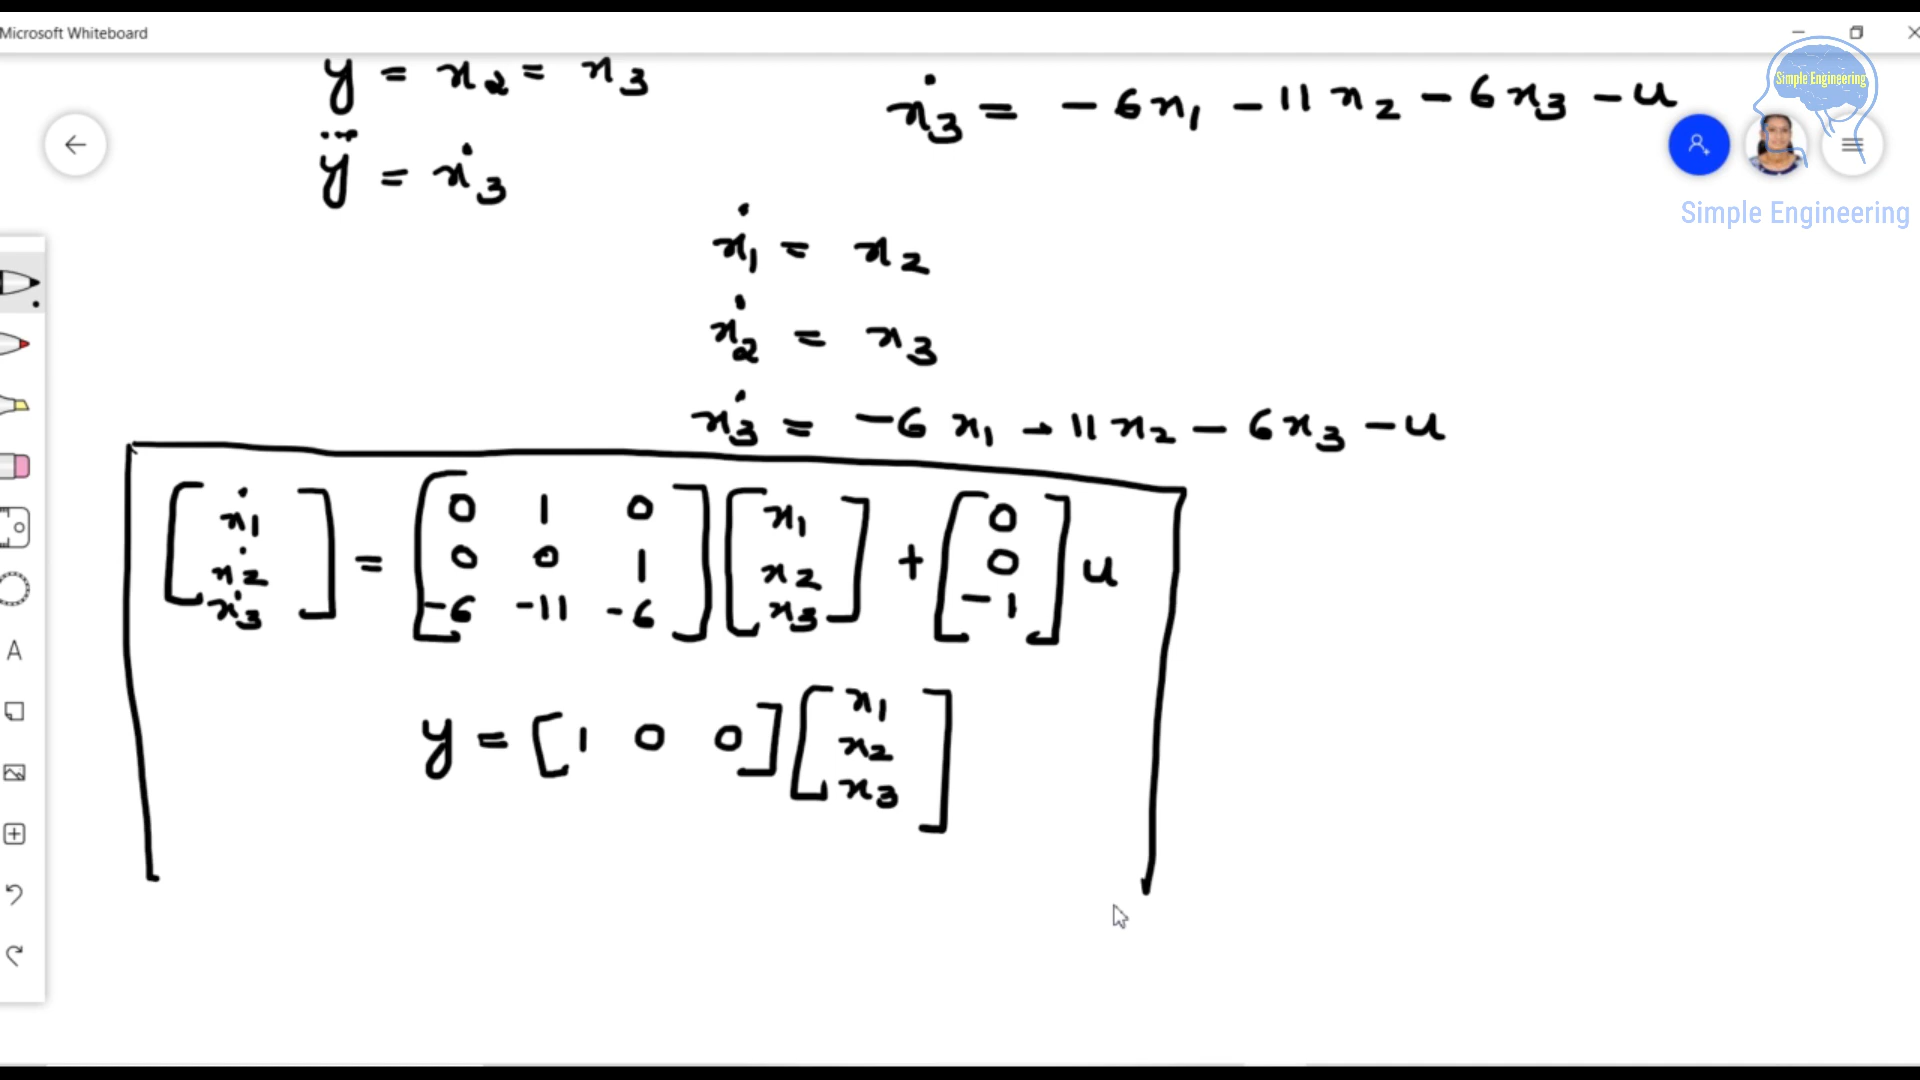 Microsoft Whiteboard
Simple Engineering
Simple Engineering
y = x2 = x3
ẋ3 = -6x1 - 11x2 - 6x3 - u
y⃛ = ẋ3
ẋ1 = x2
ẋ2 = x3
ẋ3 = -6x1 - 11x2 - 6x3 - u
[ẋ1 ẋ2 ẋ3] = [0 1 0; 0 0 1; -6 -11 -6] [x1 x2 x3] + [0 0 -1] u
y = [1 0 0] [x1 x2 x3]
A